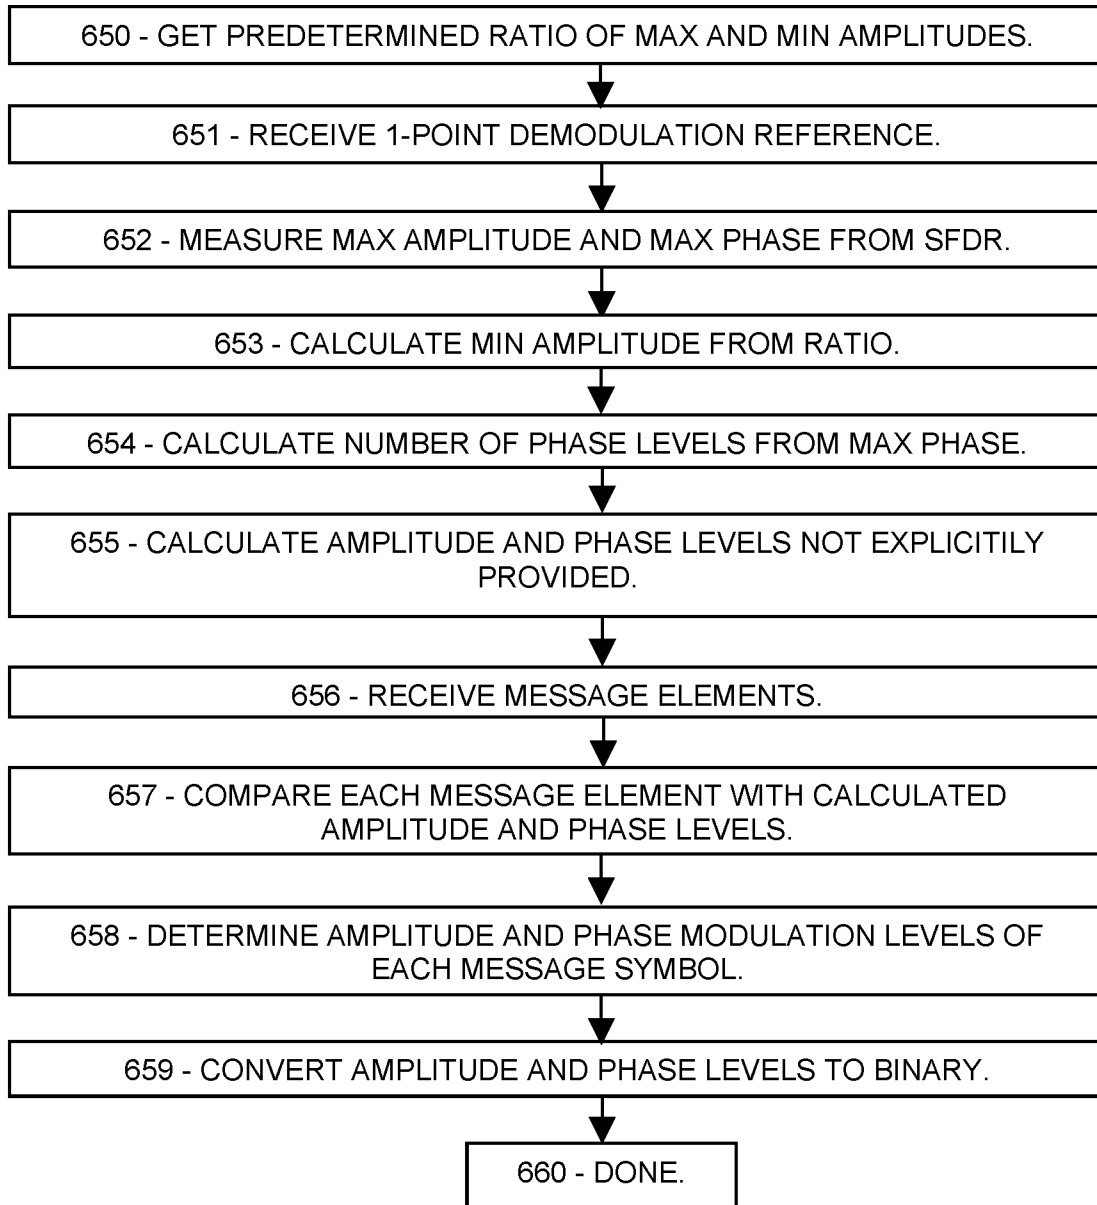 650 - GET PREDETERMINED RATIO OF MAX AND MIN AMPLITUDES.
651 - RECEIVE 1-POINT DEMODULATION REFERENCE.
652 - MEASURE MAX AMPLITUDE AND MAX PHASE FROM SFDR.
653 - CALCULATE MIN AMPLITUDE FROM RATIO.
654 - CALCULATE NUMBER OF PHASE LEVELS FROM MAX PHASE.
655 - CALCULATE AMPLITUDE AND PHASE LEVELS NOT EXPLICITILY
PROVIDED.
656 - RECEIVE MESSAGE ELEMENTS.
657 - COMPARE EACH MESSAGE ELEMENT WITH CALCULATED
AMPLITUDE AND PHASE LEVELS.
658 - DETERMINE AMPLITUDE AND PHASE MODULATION LEVELS OF
EACH MESSAGE SYMBOL.
659 - CONVERT AMPLITUDE AND PHASE LEVELS TO BINARY.
660 - DONE.